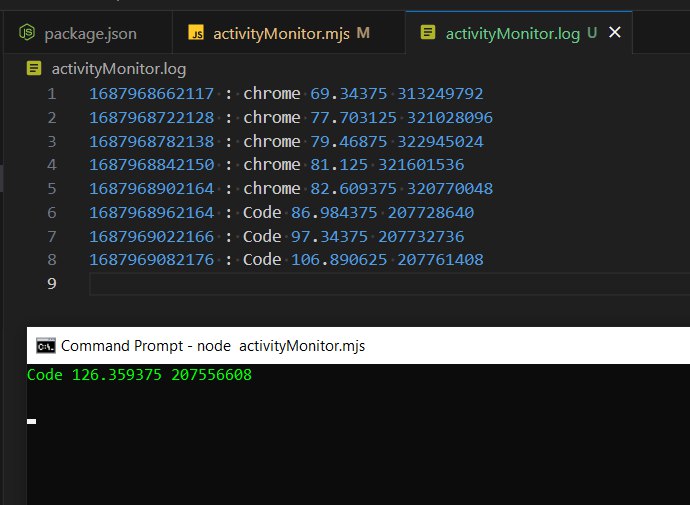 package.json
JS activityMonitor.mjs M
activityMonitor.log U
activityMonitor.log
1 1687968662117 : chrome 69.34375 313249792
2 1687968722128 : chrome 77.703125 321028096
3 1687968782138 : chrome 79.46875 322945024
4 1687968842150 : chrome 81.125 321601536
5 1687968902164 : chrome 82.609375 320770048
6 1687968962164 : Code 86.984375 207728640
7 1687969022166 : Code 97.34375 207732736
8 1687969082176 : Code 106.890625 207761408
9
Command Prompt - node  activityMonitor.mjs
Code 126.359375 207556608